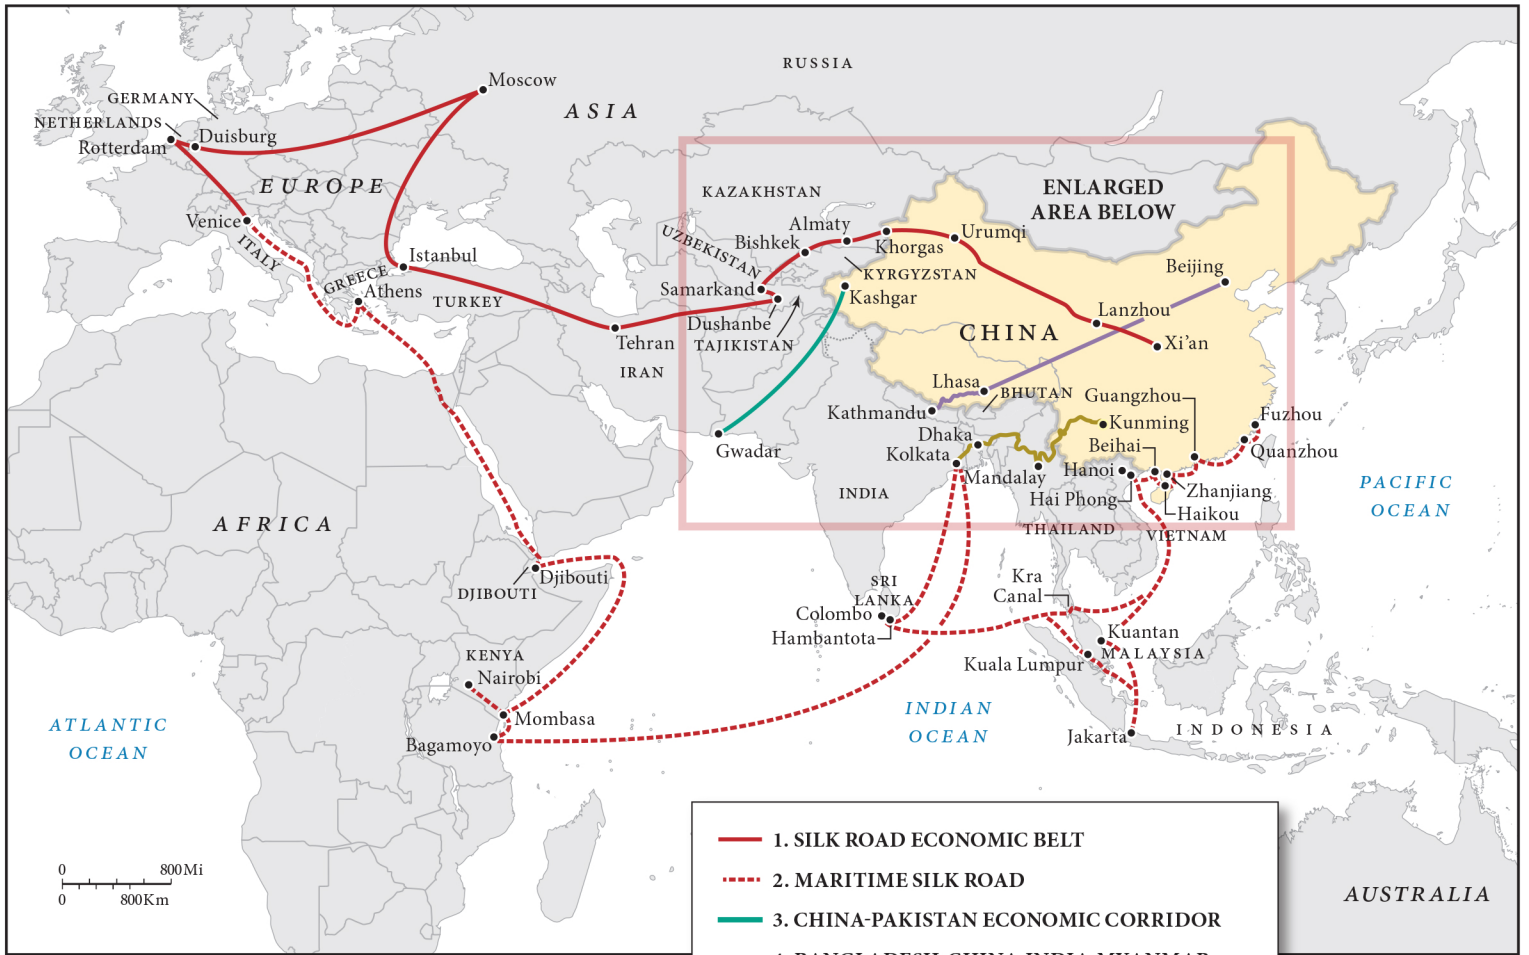 Moscow
RUSSIA
GERMANY
ASIA
NETHERLANDS
Duisburg
Rotterdam
EUROPE
KAZAKHSTAN
ENLARGED
AREA BELOW
Venice
Almaty
UZBEKISTAN
Bishkek
Khorgas
Urumqi
ITALY
Istanbul
GREECE
KYRGYZSTAN
Beijing
Athens
TURKEY
Samarkand
Kashgar
Lanzhou
Dushanbe
TAJIKISTAN
CHINA
Xi’an
Tehran
IRAN
Lhasa
BHUTAN
Guangzhou
Kathmandu
Fuzhou
Kunming
Dhaka
Beihai
Gwadar
Kolkata
Quanzhou
Hanoi
Mandalay
PACIFIC
OCEAN
INDIA
Hai Phong
Zhanjiang
Haikou
AFRICA
THAILAND
VIETNAM
Djibouti
DJIBOUTI
SRI
LANKA
Kra
Canal
Colombo
Hambantota
Kuantan
MALAYSIA
KENYA
Kuala Lumpur
Nairobi
ATLANTIC
OCEAN
Mombasa
INDIAN
OCEAN
Bagamoyo
Jakarta
INDONESIA
1. SILK ROAD ECONOMIC BELT
0 800Mi
2. MARITIME SILK ROAD
0 800Km
AUSTRALIA
3. CHINA-PAKISTAN ECONOMIC CORRIDOR